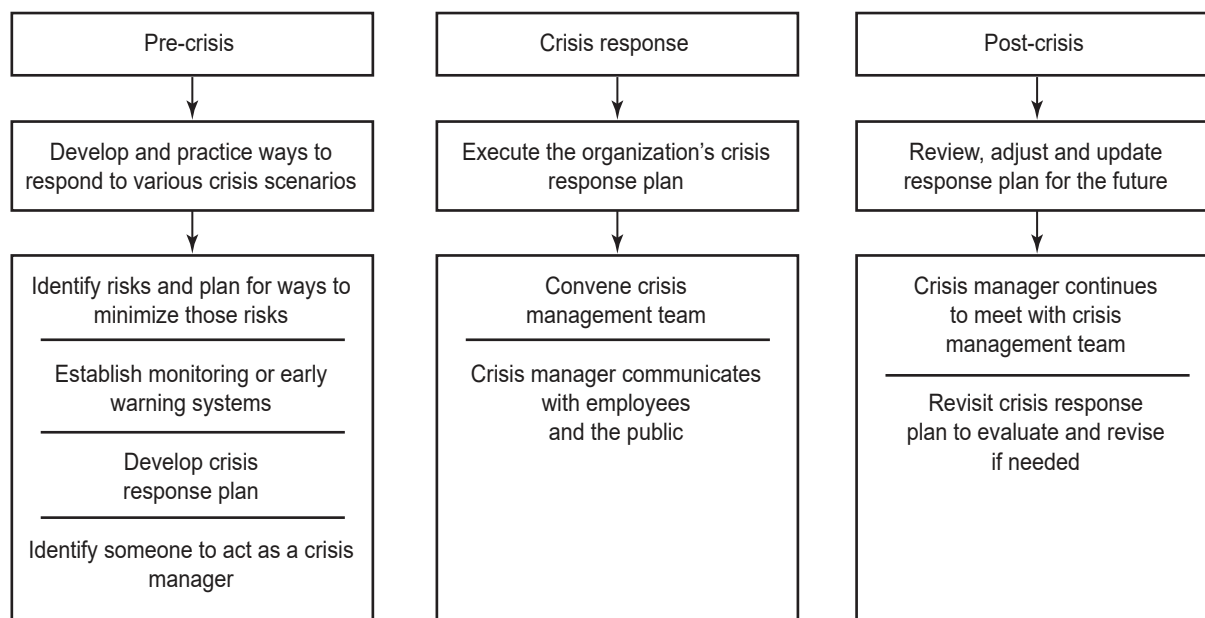 Pre-crisis
Develop and practice ways to
respond to various crisis scenarios
Identify risks and plan for ways to
minimize those risks
Establish monitoring or early
warning systems
Develop crisis
response plan
Identify someone to act as a crisis
manager
Crisis response
Execute the organization’s crisis
response plan
Convene crisis
management team
Crisis manager communicates
with employees
and the public
Post-crisis
Review, adjust and update
response plan for the future
Crisis manager continues
to meet with crisis
management team
Revisit crisis response
plan to evaluate and revise
if needed